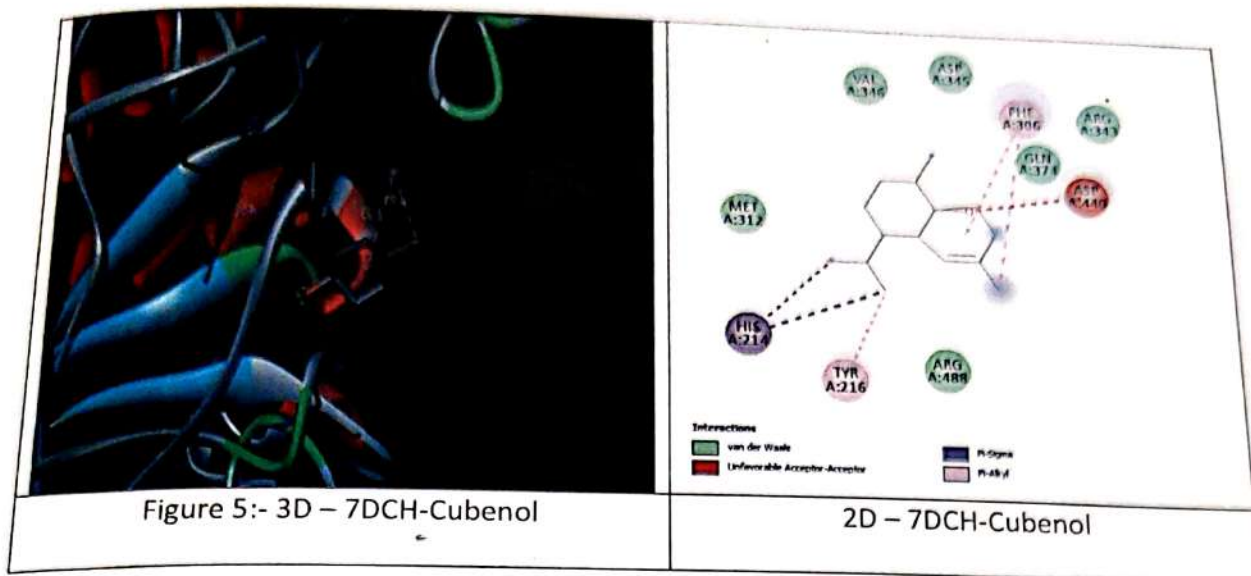 VAL
A:346
ASP
A:345
PHE
A:306
ARG
A:343
GLN
A:374
ASP
A:440
MET
A:312
HIS
A:214
TYR
A:216
ARG
A:488
Interactions
van der Waals
Unfavorable Acceptor-Acceptor
Pi-Sigma
Pi-Alkyl
Figure 5:- 3D – 7DCH-Cubenol
2D – 7DCH-Cubenol